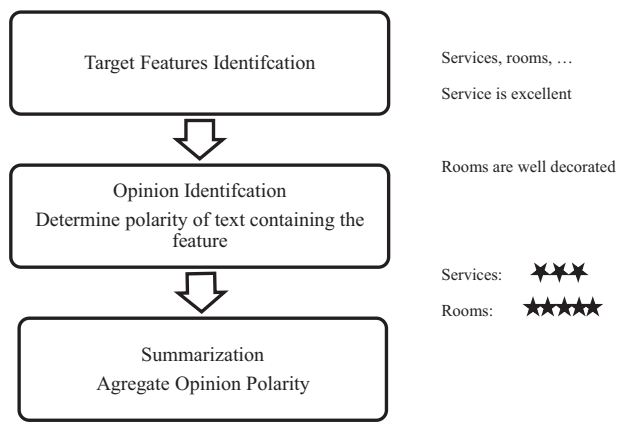 Target Features Identifcation
Services, rooms, ...
Service is excellent
Opinion Identifcation
Determine polarity of text containing the
feature
Rooms are well decorated
Services:
Rooms:
Summarization
Agregate Opinion Polarity